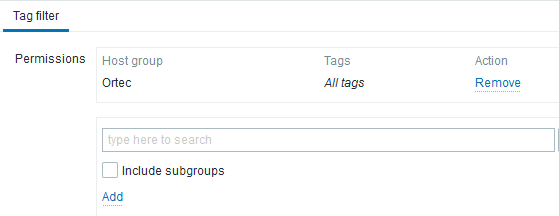 Tag filter
Permissions
Host group Tags Action
Ortec All tags Remove
type here to search
Include subgroups
Add